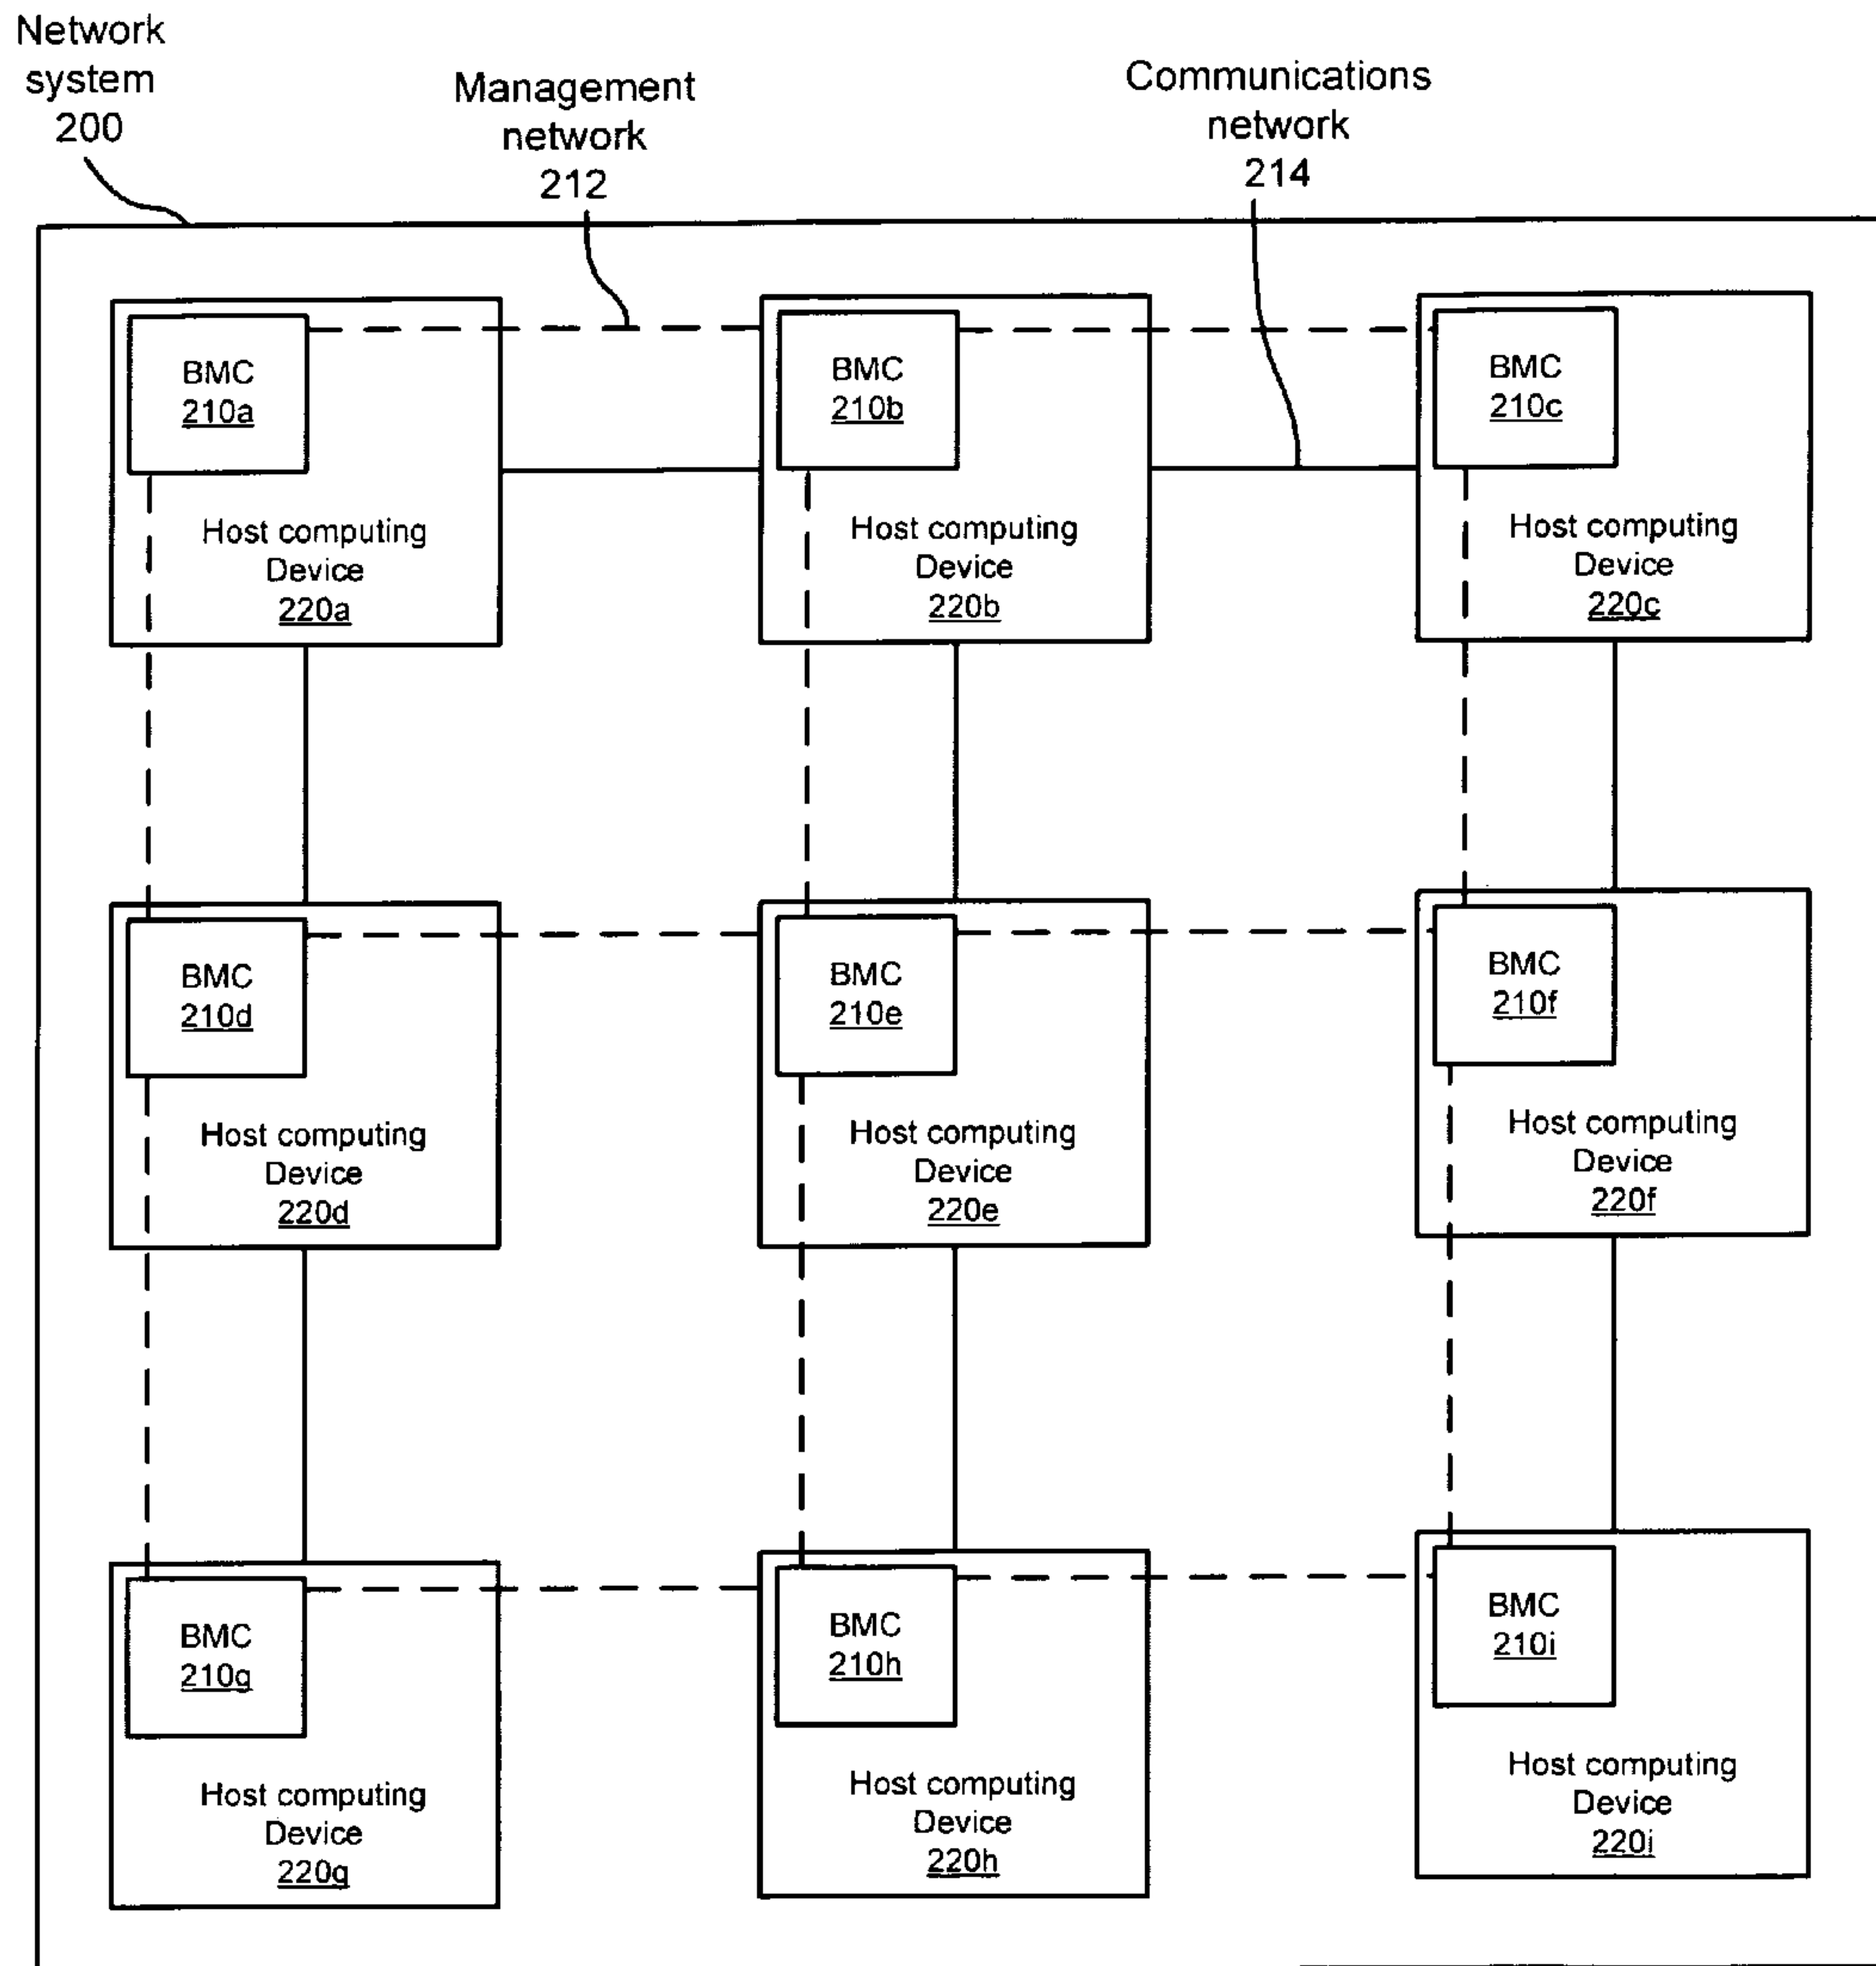 Network
system
200
Management
network
212
Communications
network
214
BMC
210a
Host computing
Device
220a
BMC
210b
Host computing
Device
220b
BMC
210c
Host computing
Device
220c
BMC
210d
Host computing
Device
220d
BMC
210e
Host computing
Device
220e
BMC
210f
Host computing
Device
220f
BMC
210g
Host computing
Device
220g
BMC
210h
Host computing
Device
220h
BMC
210i
Host computing
Device
220i